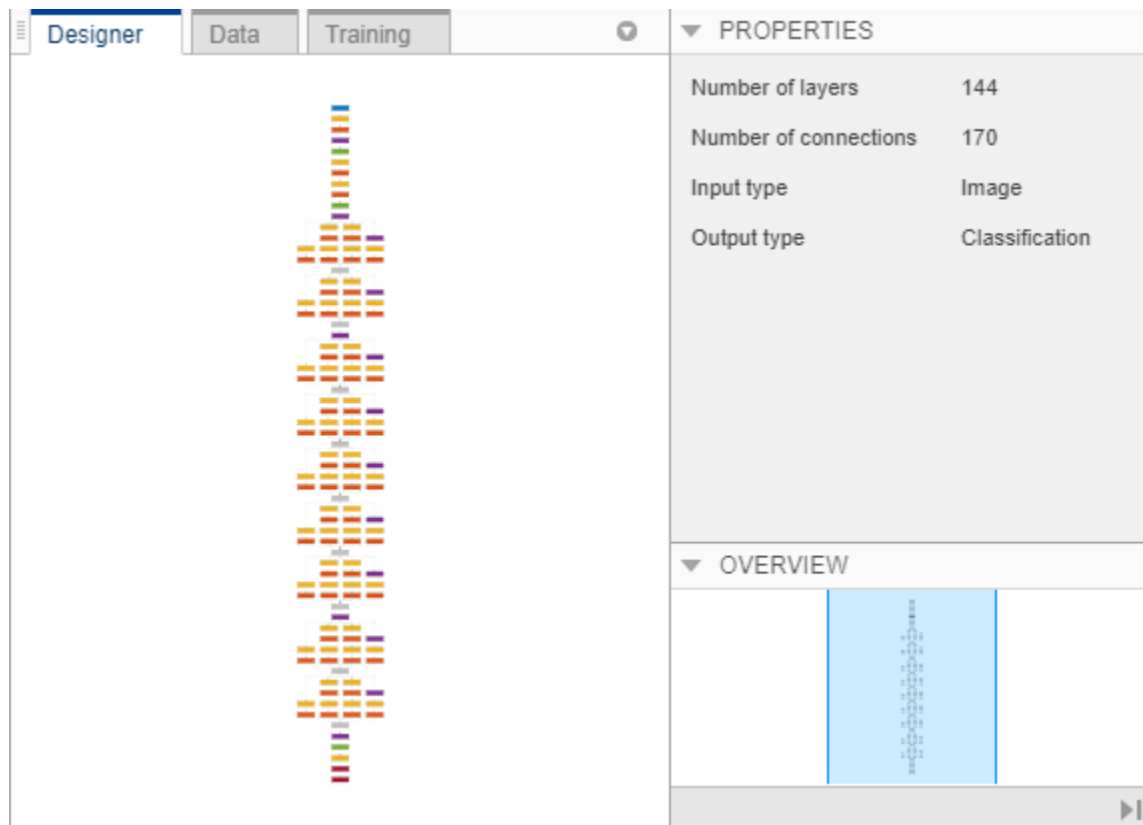 Designer
Data
Training
PROPERTIES
Number of layers 144
Number of connections 170
Input type Image
Output type Classification
OVERVIEW